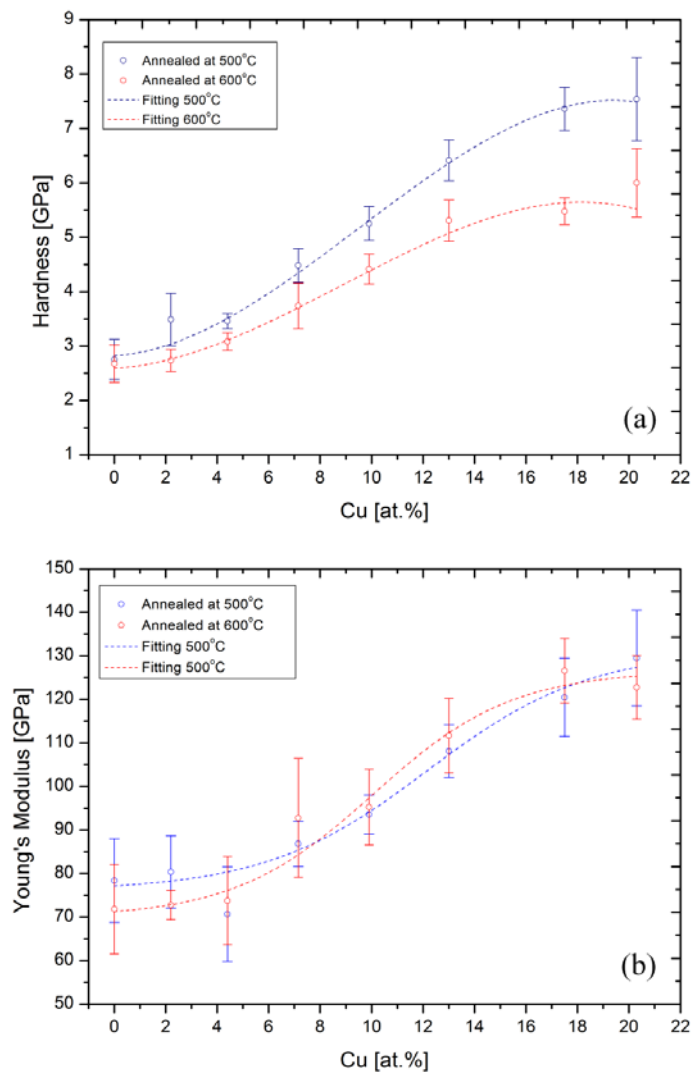 9
8
7
6
5
4
3
2
1
Hardness [GPa]
Annealed at 500°C
Annealed at 600°C
Fitting 500°C
Fitting 600°C
(a)
0 2 4 6 8 10 12 14 16 18 20 22
Cu [at.%]
150
140
130
120
110
100
90
80
70
60
50
Young's Modulus [GPa]
Annealed at 500°C
Annealed at 600°C
Fitting 500°C
Fitting 500°C
(b)
0 2 4 6 8 10 12 14 16 18 20 22
Cu [at.%]